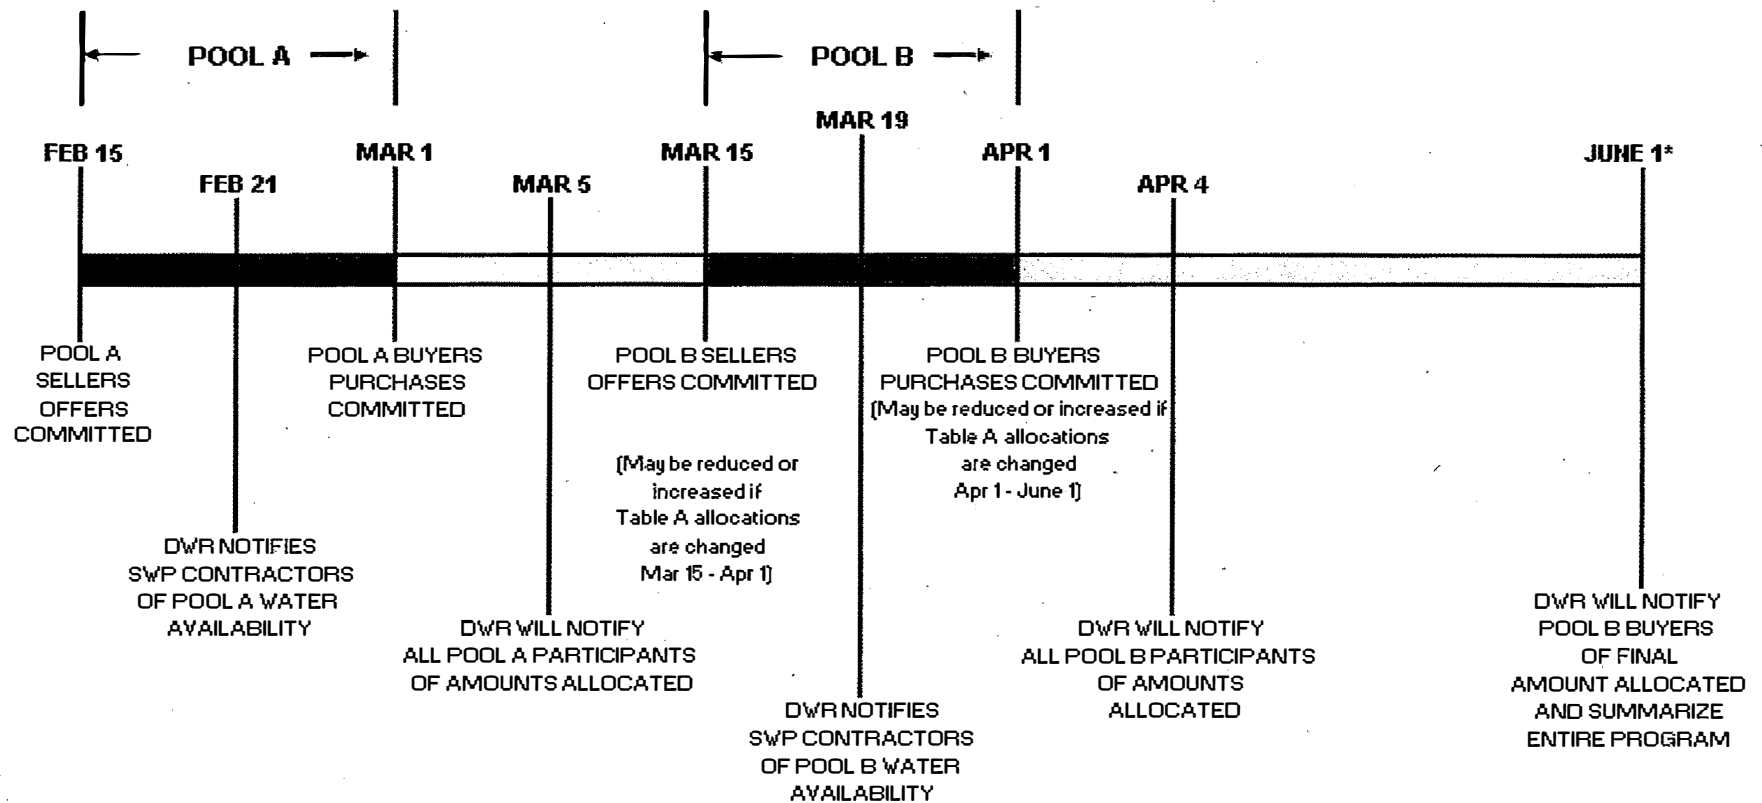 POOL A
POOL B
MAR 19
FEB 15
MAR 1
MAR 15
APR 1
JUNE 1*
FEB 21
MAR 5
APR 4
POOL A
SELLERS
OFFERS
COMMITTED
POOL A BUYERS
PURCHASES
COMMITTED
POOL B SELLERS
OFFERS COMMITTED
(May be reduced or
increased if
Table A allocations
are changed
Mar 15 - Apr 1)
POOL B BUYERS
PURCHASES COMMITTED
(May be reduced or increased if
Table A allocations
are changed
Apr 1 - June 1)
DWR NOTIFIES
SWP CONTRACTORS
OF POOL A WATER
AVAILABILITY
DWR WILL NOTIFY
ALL POOL A PARTICIPANTS
OF AMOUNTS ALLOCATED
DWR NOTIFIES
SWP CONTRACTORS
OF POOL B WATER
AVAILABILITY
DWR WILL NOTIFY
ALL POOL B PARTICIPANTS
OF AMOUNTS
ALLOCATED
DWR WILL NOTIFY
POOL B BUYERS
OF FINAL
AMOUNT ALLOCATED
AND SUMMARIZE
ENTIRE PROGRAM